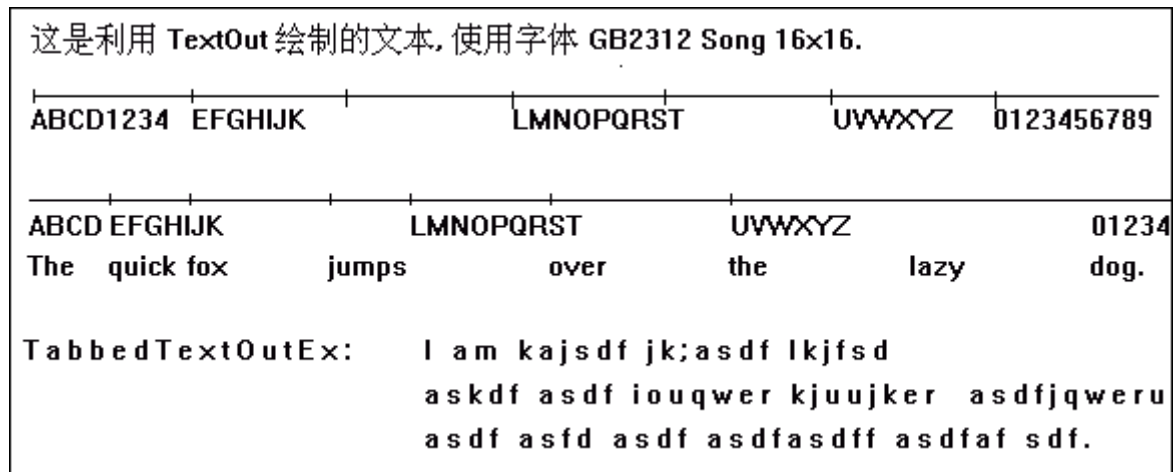 这是利用 TextOut 绘制的文本, 使用字体 GB2312 Song 16x16.
ABCD1234 EFGHIJK LMNOPQRST UVWXYZ 0123456789
ABCD EFGHIJK LMNOPQRST UVWXYZ 01234
The quick fox jumps over the lazy dog.
TabbedTextOutEx: I am kajsdf jk;asdf lkjfsd
askdf asdf iouqwer kjuujker asdfjqweru
asdf asfd asdf asdfasdff asdfaf sdf.